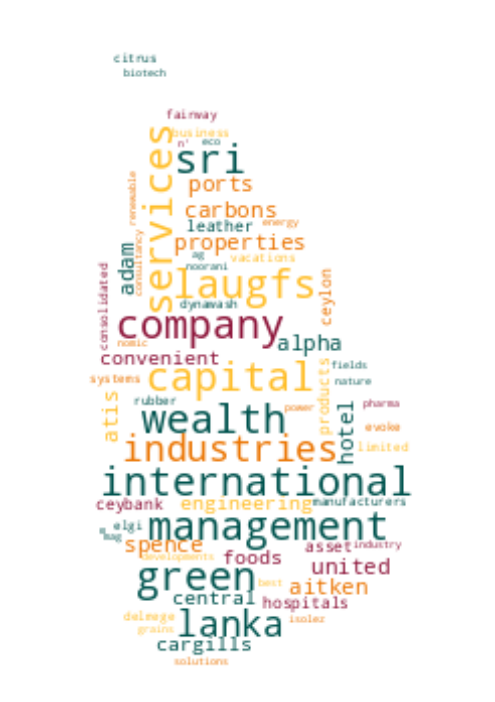 citrus
biotech
fairway
business
n'
eco
services
sri
renewable
ports
carbons
leather
energy
consultancy
properties
adam
ag
vacations
noorani
consolidated
laugfs
ceylon
dynawash
company
nomic
alpha
convenient
capital
products
fields
systems
nature
atis
rubber
wealth
power
hotel
pharma
evoke
industries
limited
international
ceybank
engineering
manufacturers
elgi
management
mag
spence
asset
industry
developments
foods
united
green
best
aitken
central
hospitals
delmege
lanka
isolez
grains
cargills
solutions